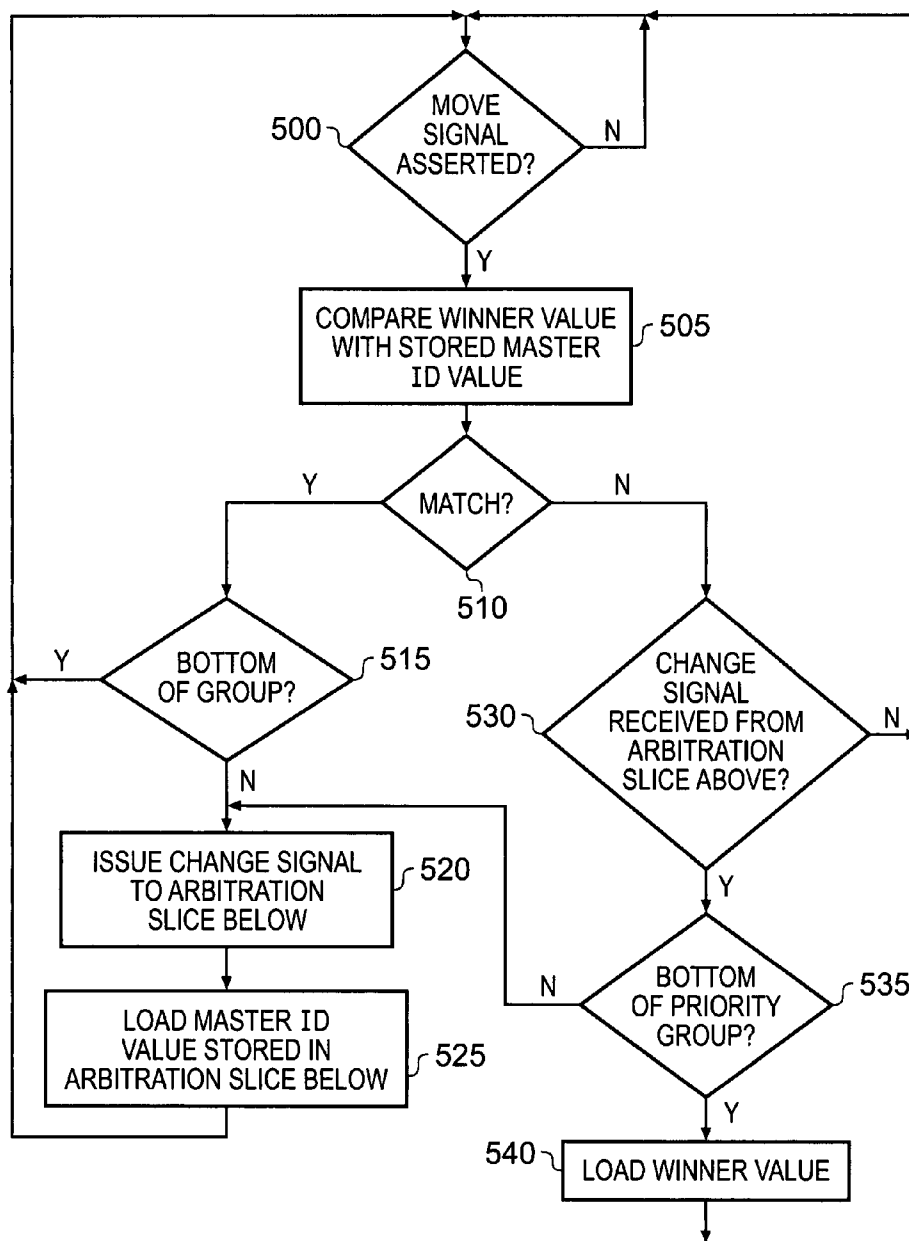 500
MOVE
SIGNAL
ASSERTED?
N
Y
COMPARE WINNER VALUE
WITH STORED MASTER
ID VALUE
505
Y
MATCH?
N
510
Y
BOTTOM
OF GROUP?
515
N
530
CHANGE
SIGNAL
RECEIVED FROM
ARBITRATION
SLICE ABOVE?
N
Y
ISSUE CHANGE SIGNAL
TO ARBITRATION
SLICE BELOW
520
N
BOTTOM
OF PRIORITY
GROUP?
535
LOAD MASTER ID
VALUE STORED IN
ARBITRATION SLICE BELOW
525
Y
540
LOAD WINNER VALUE